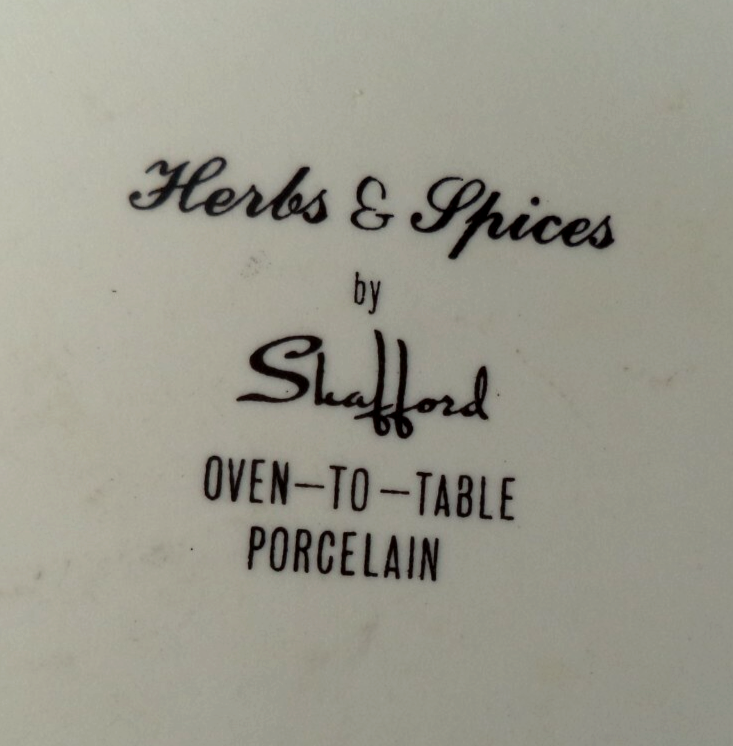 Herbs & Spices
by
Shafford
OVEN-TO-TABLE
PORCELAIN